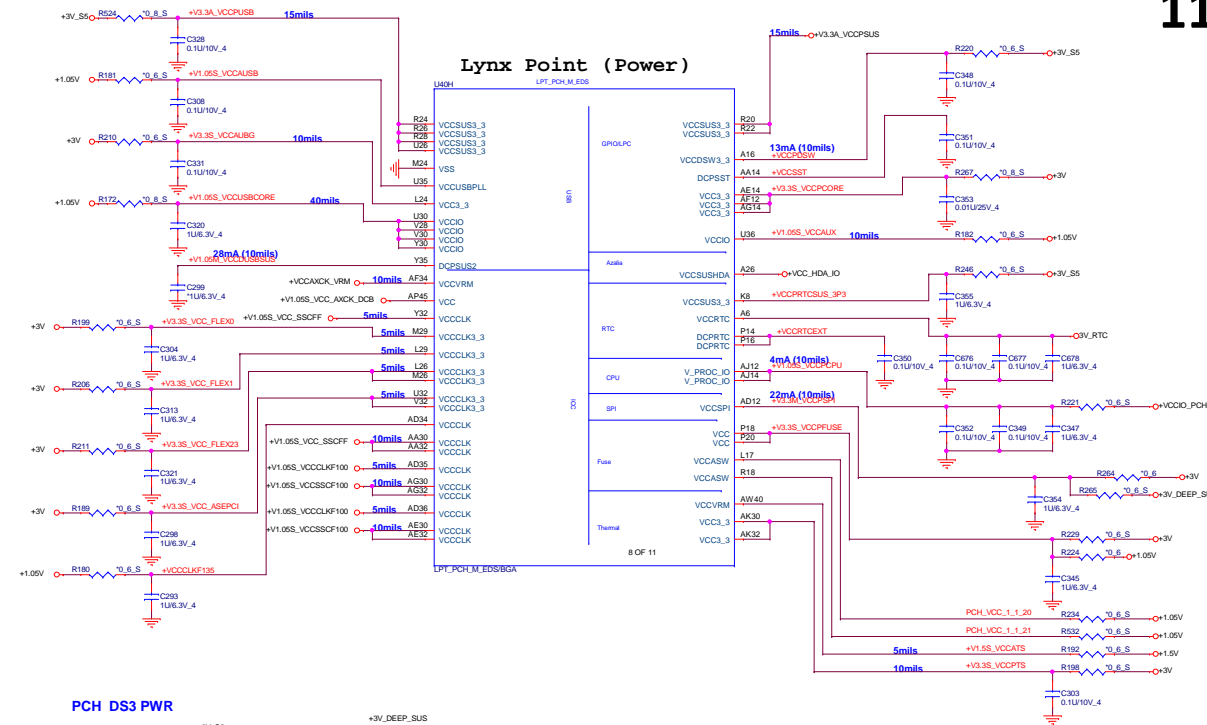 11
Lynx Point (Power)
U40H
LPT_PCH_M_EDS
+3V_S5 R524 *0_8_S +V3.3A_VCCPUSB 15mils
C328
0.1U/10V_4
+1.05V R181 *0_6_S +V1.05S_VCCAUSB
C308
0.1U/10V_4
+3V R210 *0_6_S +V3.3S_VCCAUBG 10mils
C331
0.1U/10V_4
+1.05V R172 *0_8_S +V1.05S_VCCUSBCORE 40mils
C320
1U/6.3V_4
28mA (10mils)
C299
*1U/6.3V_4
+VCCAXCK_VRM 10mils
+V1.05S_VCC_AXCK_DCB
+V1.05S_VCC_SSCFF 5mils
+3V R199 *0_6_S +V3.3S_VCC_FLEX0 5mils
C304
1U/6.3V_4
5mils
+3V R206 *0_6_S +V3.3S_VCC_FLEX1 5mils
C313
1U/6.3V_4
5mils
+3V R211 *0_6_S +V3.3S_VCC_FLEX23
C321
1U/6.3V_4
+3V R189 *0_6_S +V3.3S_VCC_ASEPCI
C298
1U/6.3V_4
+1.05V R180 *0_6_S +VCCCLKF135
C293
1U/6.3V_4
+V1.05S_VCC_SSCFF 10mils
+V1.05S_VCCCLKF100 5mils
+V1.05S_VCCSSCF100 10mils
+V1.05S_VCCCLKF100 5mils
+V1.05S_VCCSSCF100 10mils
R24 VCCSUS3_3
R26 VCCSUS3_3
R28 VCCSUS3_3
U26 VCCSUS3_3
M24 VSS
U35 VCCUSBPLL
L24 VCC3_3
U30 VCCIO
V28 VCCIO
V30 VCCIO
Y30 VCCIO
Y35 DCPSUS2
AF34 VCCVRM
AP45 VCC
Y32 VCCCLK
M29 VCCCLK3_3
L29 VCCCLK3_3
L26 VCCCLK3_3
M26 VCCCLK3_3
U32 VCCCLK3_3
V32 VCCCLK3_3
AD34 VCCCLK
AA30 VCCCLK
AA32 VCCCLK
AD35 VCCCLK
AG30 VCCCLK
AG32 VCCCLK
AD36 VCCCLK
AE30 VCCCLK
AE32 VCCCLK
LPT_PCH_M_EDS/BGA
GPIO/LPC
USB
Azalia
RTC
CPU
ICC
SPI
Fuse
Thermal
8 OF 11
VCCSUS3_3 R20
VCCSUS3_3 R22
VCCDSW3_3 A16
DCPSST AA14
VCC3_3 AE14
VCC3_3 AF12
VCC3_3 AG14
VCCIO U36
VCCSUSHDA A26
VCCSUS3_3 K8
VCCRTC A6
DCPRTC P14
DCPRTC P16
V_PROC_IO AJ12
V_PROC_IO AJ14
VCCSPI AD12
VCC P18
VCC P20
VCCASW L17
VCCASW R18
VCCVRM AW40
VCC3_3 AK30
VCC3_3 AK32
15mils +V3.3A_VCCPSUS
R220 *0_6_S +3V_S5
C348
0.1U/10V_4
13mA (10mils)
+VCCPDSW
C351
0.1U/10V_4
+VCCSST
+V3.3S_VCCPCORE R267 *0_8_S +3V
C353
0.01U/25V_4
+V1.05S_VCCAUX 10mils R182 *0_6_S +1.05V
+VCC_HDA_IO
R246 *0_6_S +3V_S5
+VCCPRTCSUS_3P3
C355
1U/6.3V_4
3V_RTC
+VCCRTCEXT
C350
0.1U/10V_4
C676
0.1U/10V_4
C677
0.1U/10V_4
C678
1U/6.3V_4
4mA (10mils)
+V1.05S_VCCPCPU
22mA (10mils)
+V3.3M_VCCPSPI
R221 *0_6_S +VCCIO_PCH
C352
0.1U/10V_4
C349
0.1U/10V_4
C347
1U/6.3V_4
+V3.3S_VCCPFUSE
R264 *0_6 +3V
R265 *0_6_S
C354
1U/6.3V_4
R229 *0_6_S +3V
R224 *0_6 +1.05V
C345
1U/6.3V_4
PCH_VCC_1_1_20 R234 *0_6_S +1.05V
PCH_VCC_1_1_21 R532 *0_6_S +1.05V
5mils +V1.5S_VCCATS R192 *0_6_S +1.5V
10mils +V3.3S_VCCPTS R198 *0_6_S +3V
C303
0.1U/10V_4
PCH DS3 PWR
+3V_DEEP_SUS